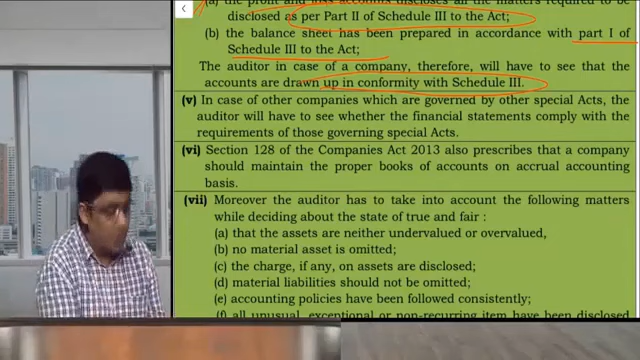 (a) the profit and loss accounts discloses all the matters required to be
disclosed as per Part II of Schedule III to the Act;
(b) the balance sheet has been prepared in accordance with part I of
Schedule III to the Act;
The auditor in case of a company, therefore, will have to see that the
accounts are drawn up in conformity with Schedule III.
(v) In case of other companies which are governed by other special Acts, the
auditor will have to see whether the financial statements comply with the
requirements of those governing special Acts.
(vi) Section 128 of the Companies Act 2013 also prescribes that a company
should maintain the proper books of accounts on accrual accounting
basis.
(vii) Moreover the auditor has to take into account the following matters
while deciding about the state of true and fair :
(a) that the assets are neither undervalued or overvalued,
(b) no material asset is omitted;
(c) the charge, if any, on assets are disclosed;
(d) material liabilities should not be omitted;
(e) accounting policies have been followed consistently;
(f) all unusual, exceptional or non-recurring item have been disclosed